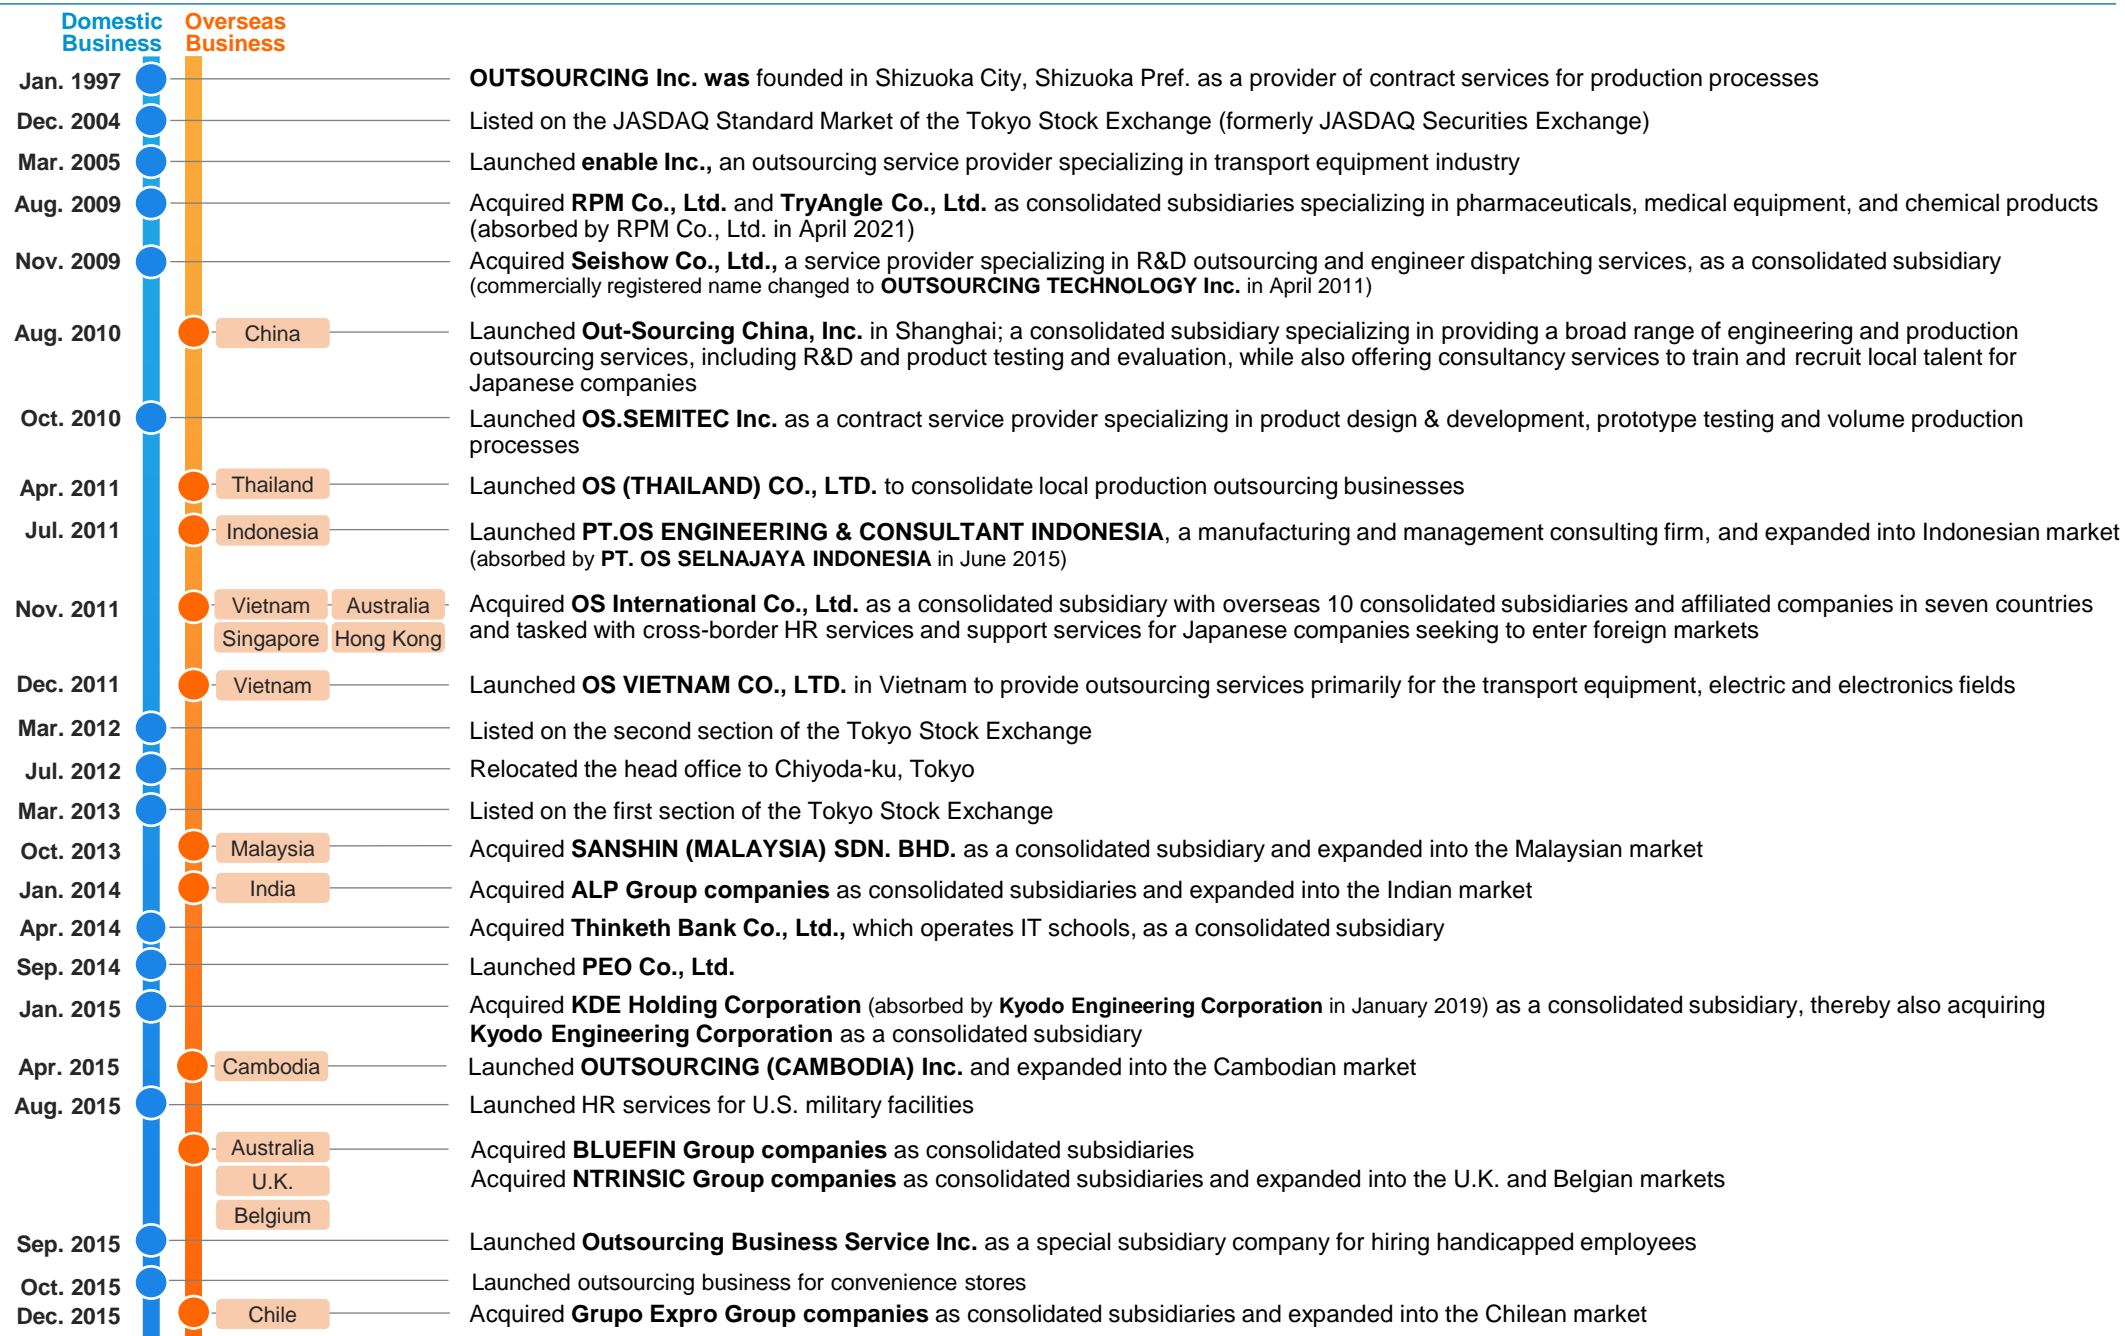 Domestic Business
Overseas Business
Jan. 1997
OUTSOURCING Inc. was founded in Shizuoka City, Shizuoka Pref. as a provider of contract services for production processes
Dec. 2004
Listed on the JASDAQ Standard Market of the Tokyo Stock Exchange (formerly JASDAQ Securities Exchange)
Mar. 2005
Launched enable Inc., an outsourcing service provider specializing in transport equipment industry
Aug. 2009
Acquired RPM Co., Ltd. and TryAngle Co., Ltd. as consolidated subsidiaries specializing in pharmaceuticals, medical equipment, and chemical products
(absorbed by RPM Co., Ltd. in April 2021)
Nov. 2009
Acquired Seishow Co., Ltd., a service provider specializing in R&D outsourcing and engineer dispatching services, as a consolidated subsidiary
(commercially registered name changed to OUTSOURCING TECHNOLOGY Inc. in April 2011)
Aug. 2010
China
Launched Out-Sourcing China, Inc. in Shanghai; a consolidated subsidiary specializing in providing a broad range of engineering and production
outsourcing services, including R&D and product testing and evaluation, while also offering consultancy services to train and recruit local talent for
Japanese companies
Oct. 2010
Launched OS.SEMITEC Inc. as a contract service provider specializing in product design & development, prototype testing and volume production
processes
Apr. 2011
Thailand
Launched OS (THAILAND) CO., LTD. to consolidate local production outsourcing businesses
Jul. 2011
Indonesia
Launched PT.OS ENGINEERING & CONSULTANT INDONESIA, a manufacturing and management consulting firm, and expanded into Indonesian market
(absorbed by PT. OS SELNAJAYA INDONESIA in June 2015)
Nov. 2011
Vietnam Australia
Singapore Hong Kong
Acquired OS International Co., Ltd. as a consolidated subsidiary with overseas 10 consolidated subsidiaries and affiliated companies in seven countries
and tasked with cross-border HR services and support services for Japanese companies seeking to enter foreign markets
Dec. 2011
Vietnam
Launched OS VIETNAM CO., LTD. in Vietnam to provide outsourcing services primarily for the transport equipment, electric and electronics fields
Mar. 2012
Listed on the second section of the Tokyo Stock Exchange
Jul. 2012
Relocated the head office to Chiyoda-ku, Tokyo
Mar. 2013
Listed on the first section of the Tokyo Stock Exchange
Oct. 2013
Malaysia
Acquired SANSHIN (MALAYSIA) SDN. BHD. as a consolidated subsidiary and expanded into the Malaysian market
Jan. 2014
India
Acquired ALP Group companies as consolidated subsidiaries and expanded into the Indian market
Apr. 2014
Acquired Thinketh Bank Co., Ltd., which operates IT schools, as a consolidated subsidiary
Sep. 2014
Launched PEO Co., Ltd.
Jan. 2015
Acquired KDE Holding Corporation (absorbed by Kyodo Engineering Corporation in January 2019) as a consolidated subsidiary, thereby also acquiring
Kyodo Engineering Corporation as a consolidated subsidiary
Apr. 2015
Cambodia
Launched OUTSOURCING (CAMBODIA) Inc. and expanded into the Cambodian market
Aug. 2015
Launched HR services for U.S. military facilities
Australia
U.K.
Belgium
Acquired BLUEFIN Group companies as consolidated subsidiaries
Acquired NTRINSIC Group companies as consolidated subsidiaries and expanded into the U.K. and Belgian markets
Sep. 2015
Launched Outsourcing Business Service Inc. as a special subsidiary company for hiring handicapped employees
Oct. 2015
Launched outsourcing business for convenience stores
Dec. 2015
Chile
Acquired Grupo Expro Group companies as consolidated subsidiaries and expanded into the Chilean market